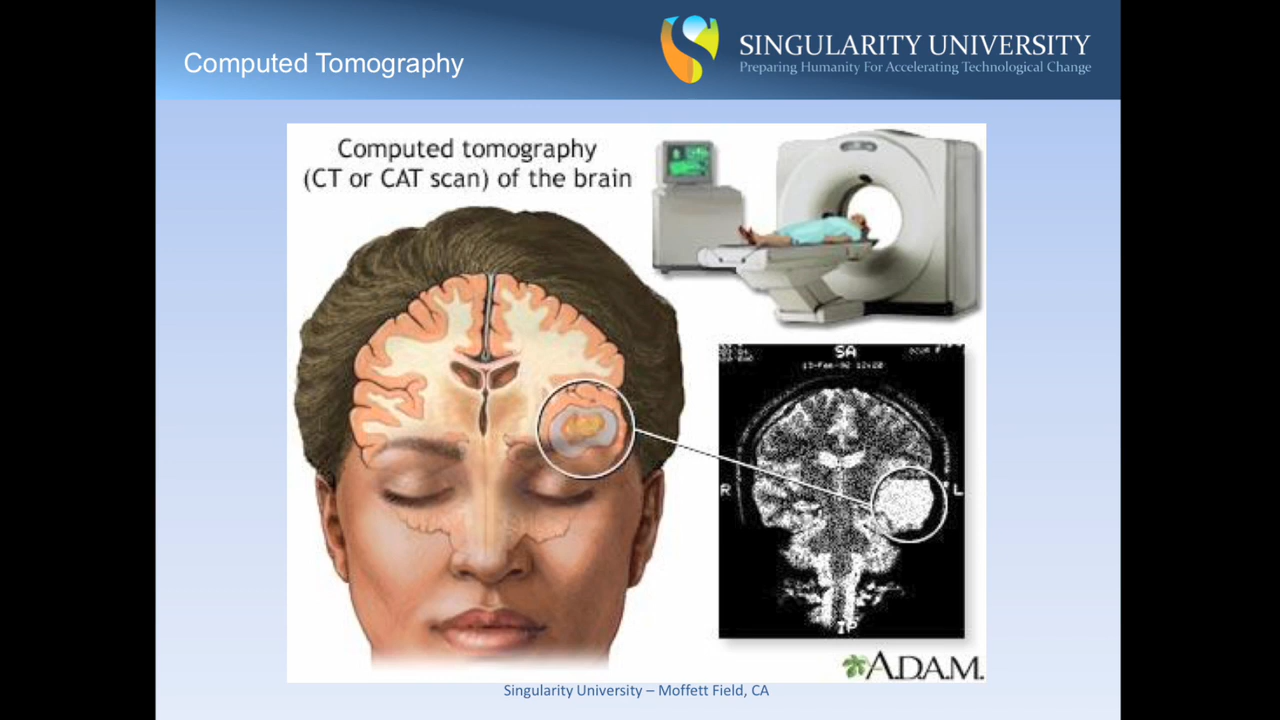 Computed Tomography
SINGULARITY UNIVERSITY
Preparing Humanity For Accelerating Technological Change
Computed tomography
(CT or CAT scan) of the brain
SA
R
L
IP
A.D.A.M.
Singularity University – Moffett Field, CA